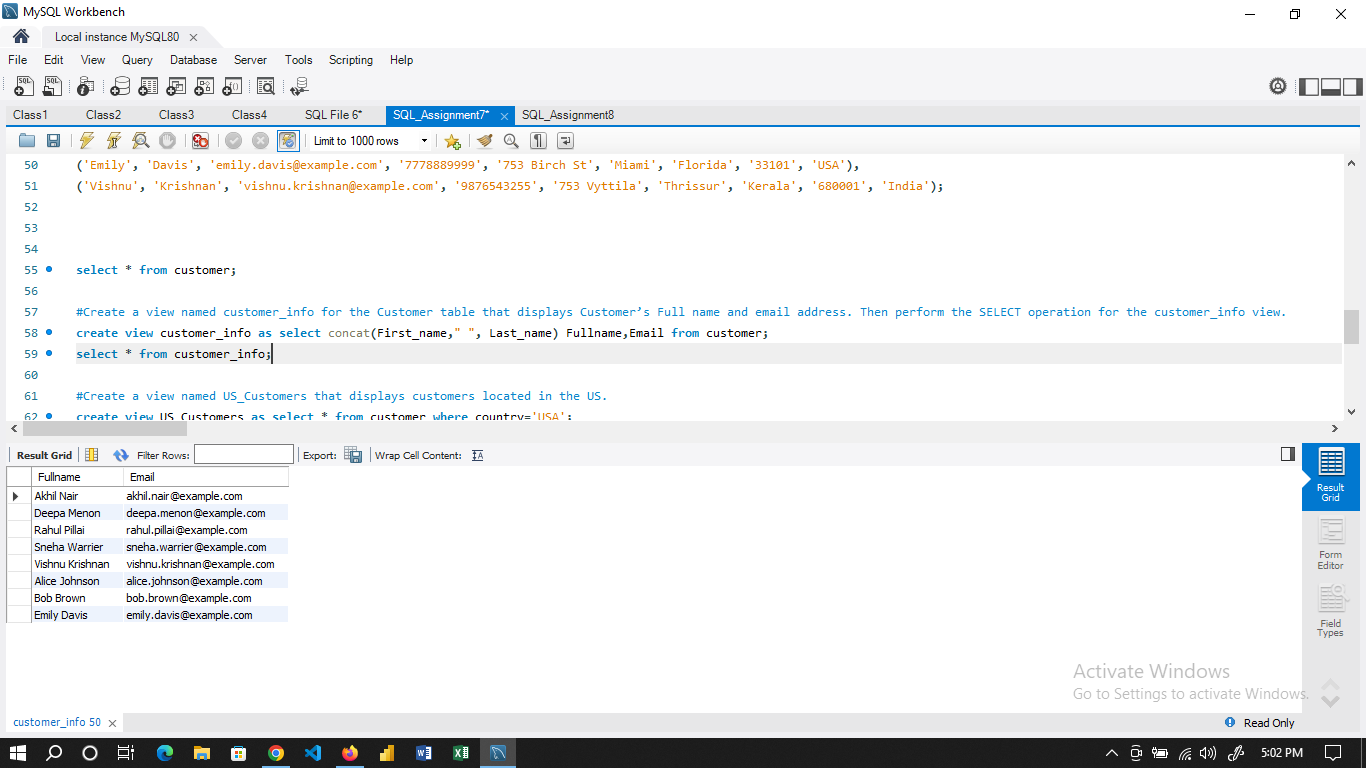 MySQL Workbench
Local instance MySQL80
File Edit View Query Database Server Tools Scripting Help
Class1 Class2 Class3 Class4 SQL File 6* SQL_Assignment7* SQL_Assignment8
Limit to 1000 rows
50 ('Emily', 'Davis', 'emily.davis@example.com', '7778889999', '753 Birch St', 'Miami', 'Florida', '33101', 'USA'),
51 ('Vishnu', 'Krishnan', 'vishnu.krishnan@example.com', '9876543255', '753 Vyttila', 'Thrissur', 'Kerala', '680001', 'India');
52
53
54
55 select * from customer;
56
57 #Create a view named customer_info for the Customer table that displays Customer’s Full name and email address. Then perform the SELECT operation for the customer_info view.
58 create view customer_info as select concat(First_name," ", Last_name) Fullname,Email from customer;
59 select * from customer_info;
60
61 #Create a view named US_Customers that displays customers located in the US.
62 create view US_Customers as select * from customer where country='USA';
Result Grid Filter Rows: Export: Wrap Cell Content:
Fullname Email
Akhil Nair akhil.nair@example.com
Deepa Menon deepa.menon@example.com
Rahul Pillai rahul.pillai@example.com
Sneha Warrier sneha.warrier@example.com
Vishnu Krishnan vishnu.krishnan@example.com
Alice Johnson alice.johnson@example.com
Bob Brown bob.brown@example.com
Emily Davis emily.davis@example.com
Result
Grid
Form
Editor
Field
Types
Activate Windows
Go to Settings to activate Windows.
customer_info 50
Read Only
5:02 PM